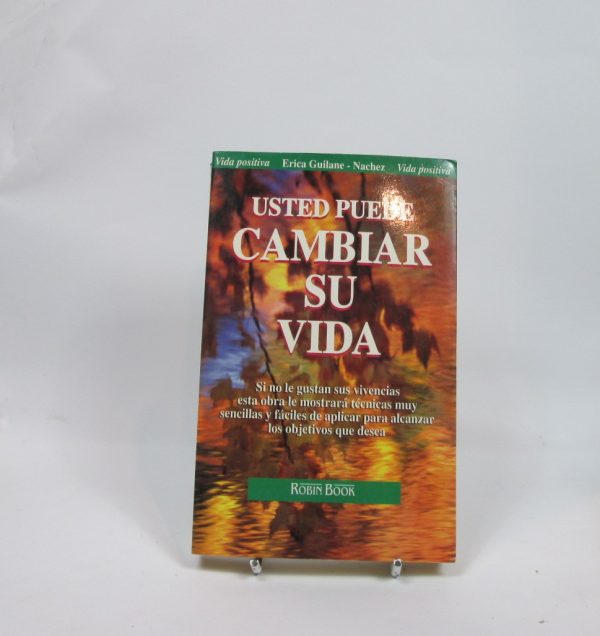 Vida positiva Erica Guilane - Nachez Vida positiva
USTED PUEDE
CAMBIAR
SU
VIDA
Si no le gustan sus vivencias
esta obra le mostrará técnicas muy
sencillas y fáciles de aplicar para alcanzar
los objetivos que desea
ROBIN BOOK